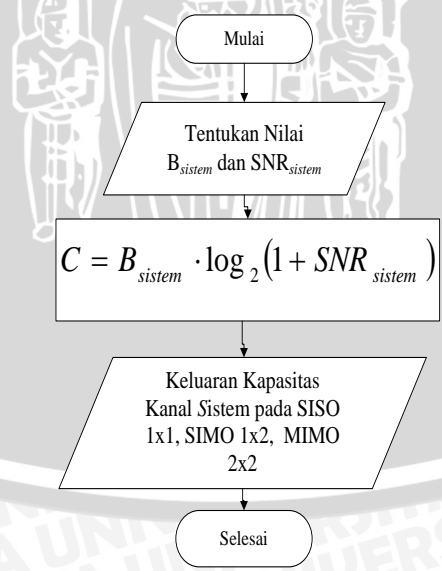 Mulai
Tentukan Nilai
B_sistem dan SNR_sistem
C = B_sistem · log_2(1 + SNR_sistem)
Keluaran Kapasitas
Kanal Sistem pada SISO
1x1, SIMO 1x2, MIMO
2x2
Selesai